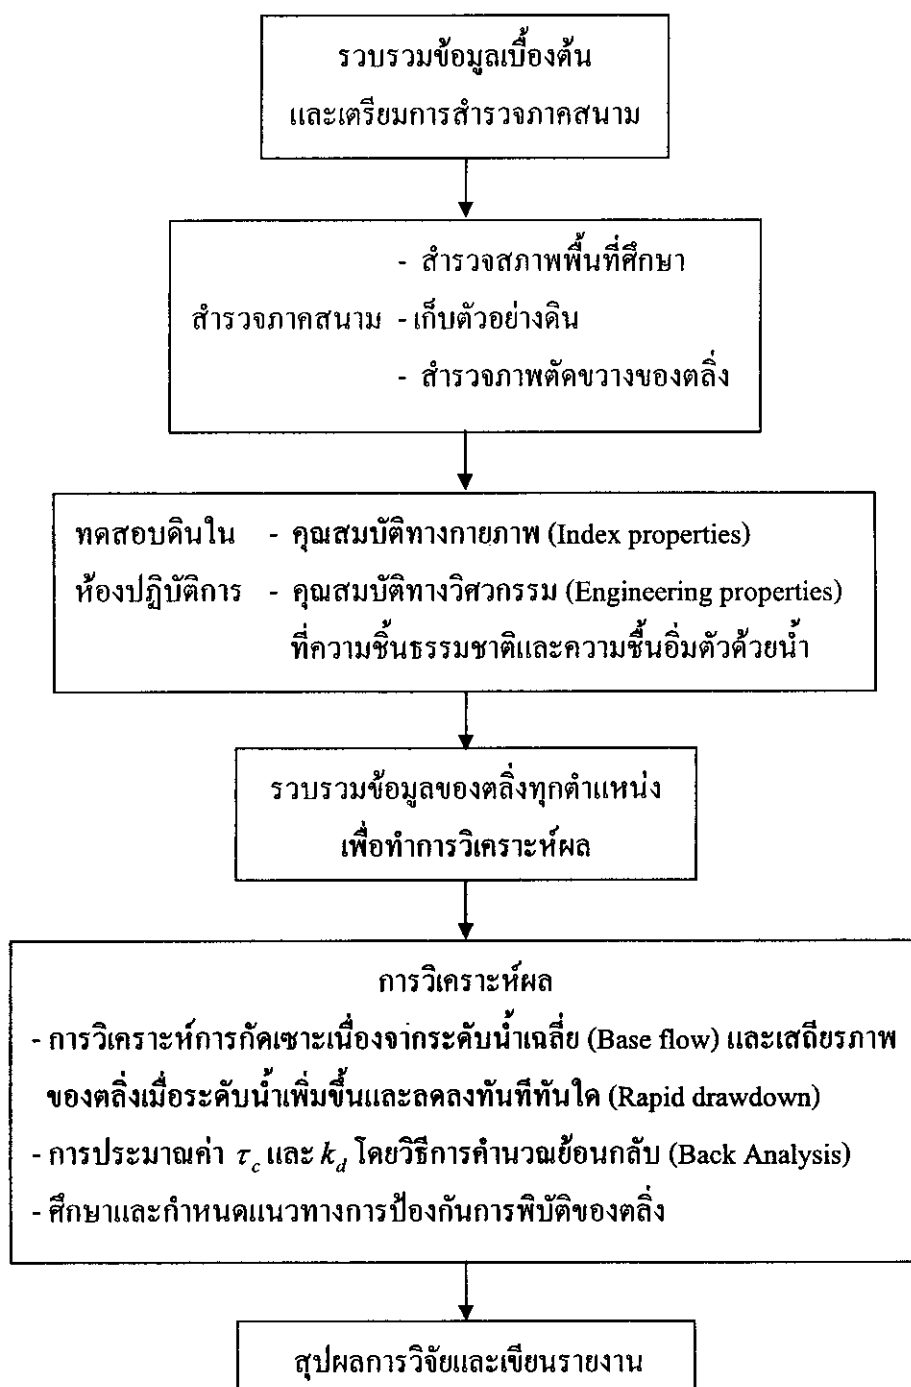 รวบรวมข้อมูลเบื้องต้น
และเตรียมการสำรวจภาคสนาม
- สำรวจสภาพพื้นที่ศึกษา
สำรวจภาคสนาม - เก็บตัวอย่างดิน
- สำรวจภาพตัดขวางของตลิ่ง
ทดสอบดินใน - คุณสมบัติทางกายภาพ (Index properties)
ห้องปฏิบัติการ - คุณสมบัติทางวิศวกรรม (Engineering properties)
ที่ความชื้นธรรมชาติและความชื้นอิ่มตัวด้วยน้ำ
รวบรวมข้อมูลของตลิ่งทุกตำแหน่ง
เพื่อทำการวิเคราะห์ผล
การวิเคราะห์ผล
- การวิเคราะห์การกัดเซาะเนื่องจากระดับน้ำเฉลี่ย (Base flow) และเสถียรภาพ
ของตลิ่งเมื่อระดับน้ำเพิ่มขึ้นและลดลงทันทีทันใด (Rapid drawdown)
- การประมาณค่า τc และ kd โดยวิธีการคำนวณย้อนกลับ (Back Analysis)
- ศึกษาและกำหนดแนวทางการป้องกันการพิบัติของตลิ่ง
สุปผลการวิจัยและเขียนรายงาน